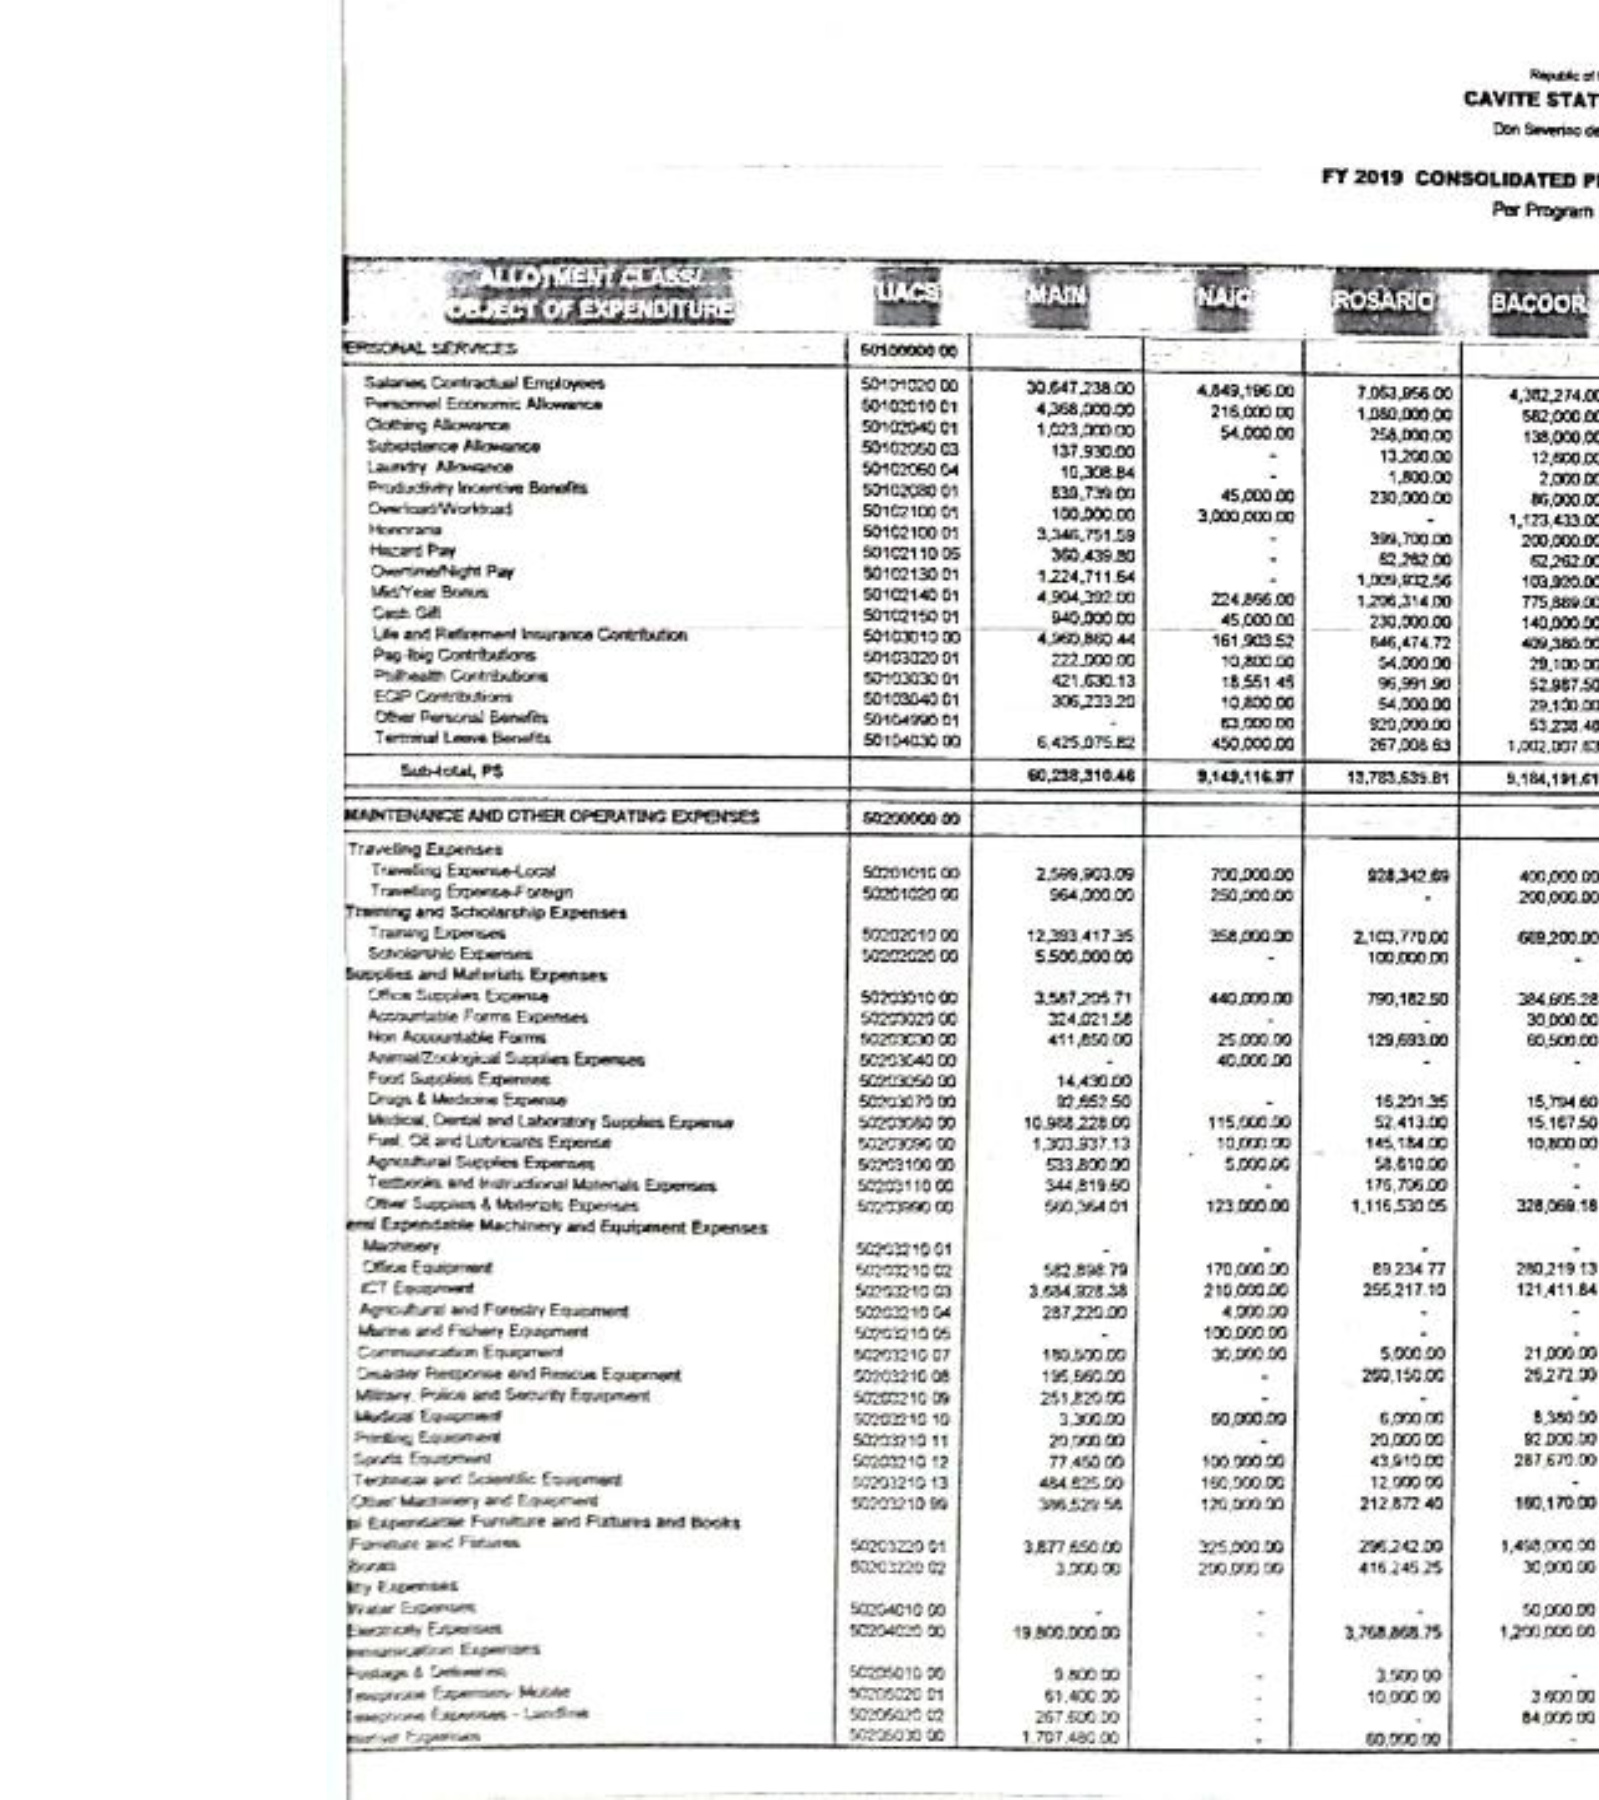 Republic of
CAVITE STAT
Don Severino de
FY 2019 CONSOLIDATED P
Per Program
ALLOTMENT CLASS/ OBJECT OF EXPENDITURE UACS MAIN NAIC ROSARIO BACOOR
ERSONAL SERVICES 50100000 00
Salaries Contractual Employees 50101020 00 30,647,238.00 4,849,196.00 7,053,956.00 4,382,274.00
Personnel Economic Allowance 50102010 01 4,368,000.00 216,000.00 1,080,000.00 582,000.00
Clothing Allowance 50102040 01 1,023,000.00 54,000.00 258,000.00 138,000.00
Subsistence Allowance 50102050 03 137,930.00 - 13,200.00
Laundry Allowance 50102060 04 10,308.84 - 1,800.00 2,000.00
Productivity Incentive Benefits 50102080 01 839,739.00 45,000.00 230,000.00 86,000.00
Overload/Workload 50102100 01 100,000.00 3,000,000.00 - 1,123,433.00
Honoraria 50102100 01 3,346,751.59 - 399,700.00 200,000.00
Hazard Pay 50102110 05 360,439.80 - 62,262.00 62,262.00
Overtime/Night Pay 50102130 01 1,224,711.64 - 1,009,932.56 103,920.00
Mid/Year Bonus 50102140 01 4,904,392.00 224,866.00 1,206,314.00 775,889.00
Cash Gift 50102150 01 940,000.00 45,000.00 230,000.00 140,000.00
Life and Retirement Insurance Contribution 50103010 00 4,960,860.44 161,903.52 846,474.72 409,380.00
Pag-Ibig Contributions 50103020 01 222,000.00 10,800.00 54,000.00 29,100.00
Philhealth Contributions 50103030 01 421,630.13 18,551.45 96,991.90 52,987.50
ECIP Contributions 50103040 01 306,233.20 10,800.00 54,000.00 29,100.00
Other Personal Benefits 50104990 01 - 63,000.00 920,000.00 53,238.48
Terminal Leave Benefits 50104030 00 6,425,075.82 450,000.00 267,008.63 1,002,007.63
Sub-total, PS 60,238,310.46 9,149,116.97 13,783,639.81 9,184,191.61
MAINTENANCE AND OTHER OPERATING EXPENSES 50200000 00
Traveling Expenses
Travelling Expense-Local 50201010 00 2,599,903.09 700,000.00 928,342.69 400,000.00
Travelling Expense-Foreign 50201020 00 964,000.00 250,000.00 - 200,000.00
Training and Scholarship Expenses
Training Expenses 50202010 00 12,393,417.35 358,000.00 2,103,770.00 669,200.00
Scholarship Expenses 50202020 00 5,500,000.00 - 100,000.00 -
Supplies and Materials Expenses
Office Supplies Expense 50203010 00 3,587,205.71 440,000.00 790,182.50 384,605.28
Accountable Forms Expenses 50203020 00 324,021.58 - - 30,000.00
Non Accountable Forms 50203030 00 411,850.00 25,000.00 129,693.00 60,500.00
Animal/Zoological Supplies Expenses 50203040 00 - 40,000.00 - -
Food Supplies Expenses 50203050 00 14,430.00
Drugs & Medicine Expense 50203070 00 92,652.50 - 16,201.35 15,794.60
Medical, Dental and Laboratory Supplies Expense 50203080 00 10,988,228.00 115,000.00 52,413.00 15,167.50
Fuel, Oil and Lubricants Expense 50203090 00 1,303,937.13 10,000.00 145,184.00 10,800.00
Agricultural Supplies Expenses 50203100 00 533,800.00 5,000.00 58,610.00 -
Textbooks and Instructional Materials Expenses 50203110 00 344,819.60 - 176,706.00 -
Other Supplies & Materials Expenses 50203990 00 560,364.01 123,000.00 1,116,530.05 328,069.18
emi Expendable Machinery and Equipment Expenses
Machinery 50203210 01 - - - -
Office Equipment 50203210 02 582,898.79 170,000.00 89,234.77 280,219.13
ICT Equipment 50203210 03 3,684,928.38 210,000.00 255,217.10 121,411.84
Agricultural and Forestry Equipment 50203210 04 287,220.00 4,000.00 - -
Marine and Fishery Equipment 50203210 05 - 100,000.00 - -
Communication Equipment 50203210 07 180,500.00 30,000.00 5,000.00 21,000.00
Disaster Response and Rescue Equipment 50203210 08 195,560.00 - 260,150.00 26,272.00
Military, Police and Security Equipment 50203210 09 251,820.00 - - -
Medical Equipment 50203210 10 3,300.00 50,000.00 6,000.00 8,380.00
Printing Equipment 50203210 11 20,000.00 - 20,000.00 92,000.00
Sports Equipment 50203210 12 77,450.00 100,000.00 43,910.00 287,670.00
Technical and Scientific Equipment 50203210 13 484,625.00 160,000.00 12,000.00 -
Other Machinery and Equipment 50203210 99 386,529.58 120,000.00 212,872.40 160,170.00
i Expendable Furniture and Fixtures and Books
Furniture and Fixtures 50203220 01 3,877,650.00 325,000.00 296,242.00 1,498,000.00
Books 50203220 02 3,000.00 200,000.00 416,245.25 30,000.00
ity Expenses
Water Expenses 50204010 00 - - - 50,000.00
Electricity Expenses 50204020 00 19,800,000.00 - 3,768,868.75 1,200,000.00
mmunication Expenses
Postage & Deliveries 50205010 00 9,800.00 - 3,500.00 -
Telephone Expenses- Mobile 50205020 01 61,400.00 - 10,000.00 3,600.00
Telephone Expenses - Landline 50205020 02 267,600.00 - - 84,000.00
Expenses 50205030 00 1,707,480.00 - 60,000.00 -